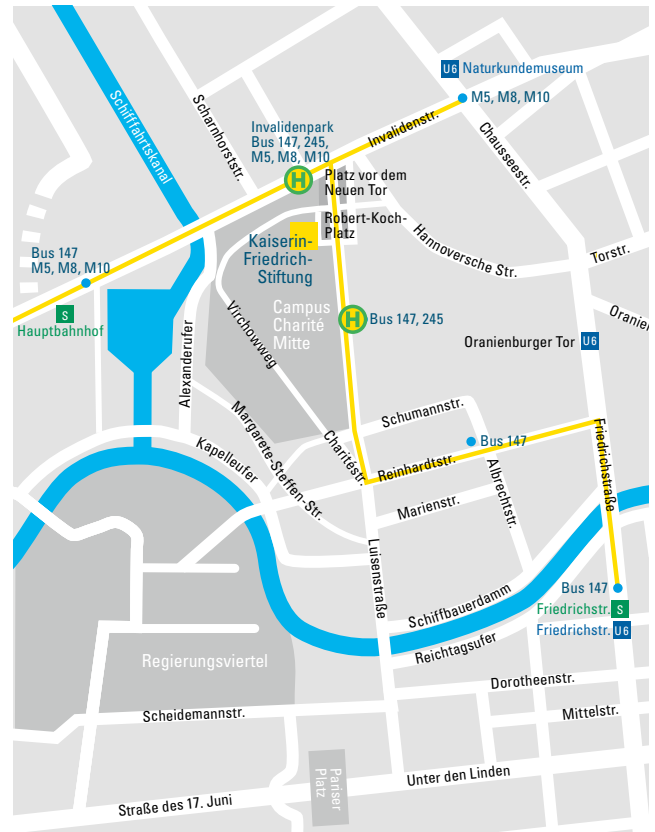 U6 Naturkundemuseum
M5, M8, M10
Schifffahrtskanal
Scharnhorststr.
Invalidenpark
Bus 147, 245,
M5, M8, M10
Invalidenstr.
Chausseestr.
H
Platz vor dem
Neuen Tor
Robert-Koch-
Platz
Hannoversche Str.
Torstr.
Kaiserin-
Friedrich-
Stiftung
Bus 147
M5, M8, M10
S
Hauptbahnhof
Campus
Charité
Mitte
H Bus 147, 245
Oranien
Oranienburger Tor U6
Virchowweg
Alexanderufer
Margarete-Steffen-Str.
Kapelleufer
Charitéstr.
Schumannstr.
Bus 147
Reinhardtstr.
Albrechtstr.
Friedrichstraße
Marienstr.
Luisenstraße
Bus 147
Friedrichstr. S
Friedrichstr. U6
Schiffbauerdamm
Reichtagsufer
Regierungsviertel
Dorotheenstr.
Scheidemannstr.
Mittelstr.
Pariser
Platz
Unter den Linden
Straße des 17. Juni